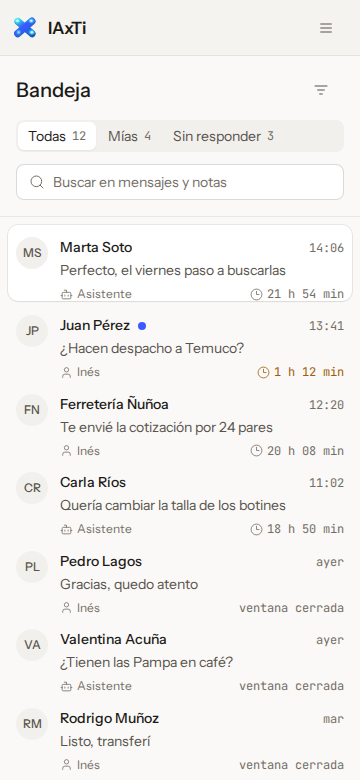 IAxTi
Bandeja
Todas 12 Mías 4 Sin responder 3
Buscar en mensajes y notas
MS Marta Soto 14:06
Perfecto, el viernes paso a buscarlas
Asistente 21 h 54 min
JP Juan Pérez 13:41
¿Hacen despacho a Temuco?
Inés 1 h 12 min
FN Ferretería Ñuñoa 12:20
Te envié la cotización por 24 pares
Inés 20 h 08 min
CR Carla Ríos 11:02
Quería cambiar la talla de los botines
Asistente 18 h 50 min
PL Pedro Lagos ayer
Gracias, quedo atento
Inés ventana cerrada
VA Valentina Acuña ayer
¿Tienen las Pampa en café?
Asistente ventana cerrada
RM Rodrigo Muñoz mar
Listo, transferí
Inés ventana cerrada